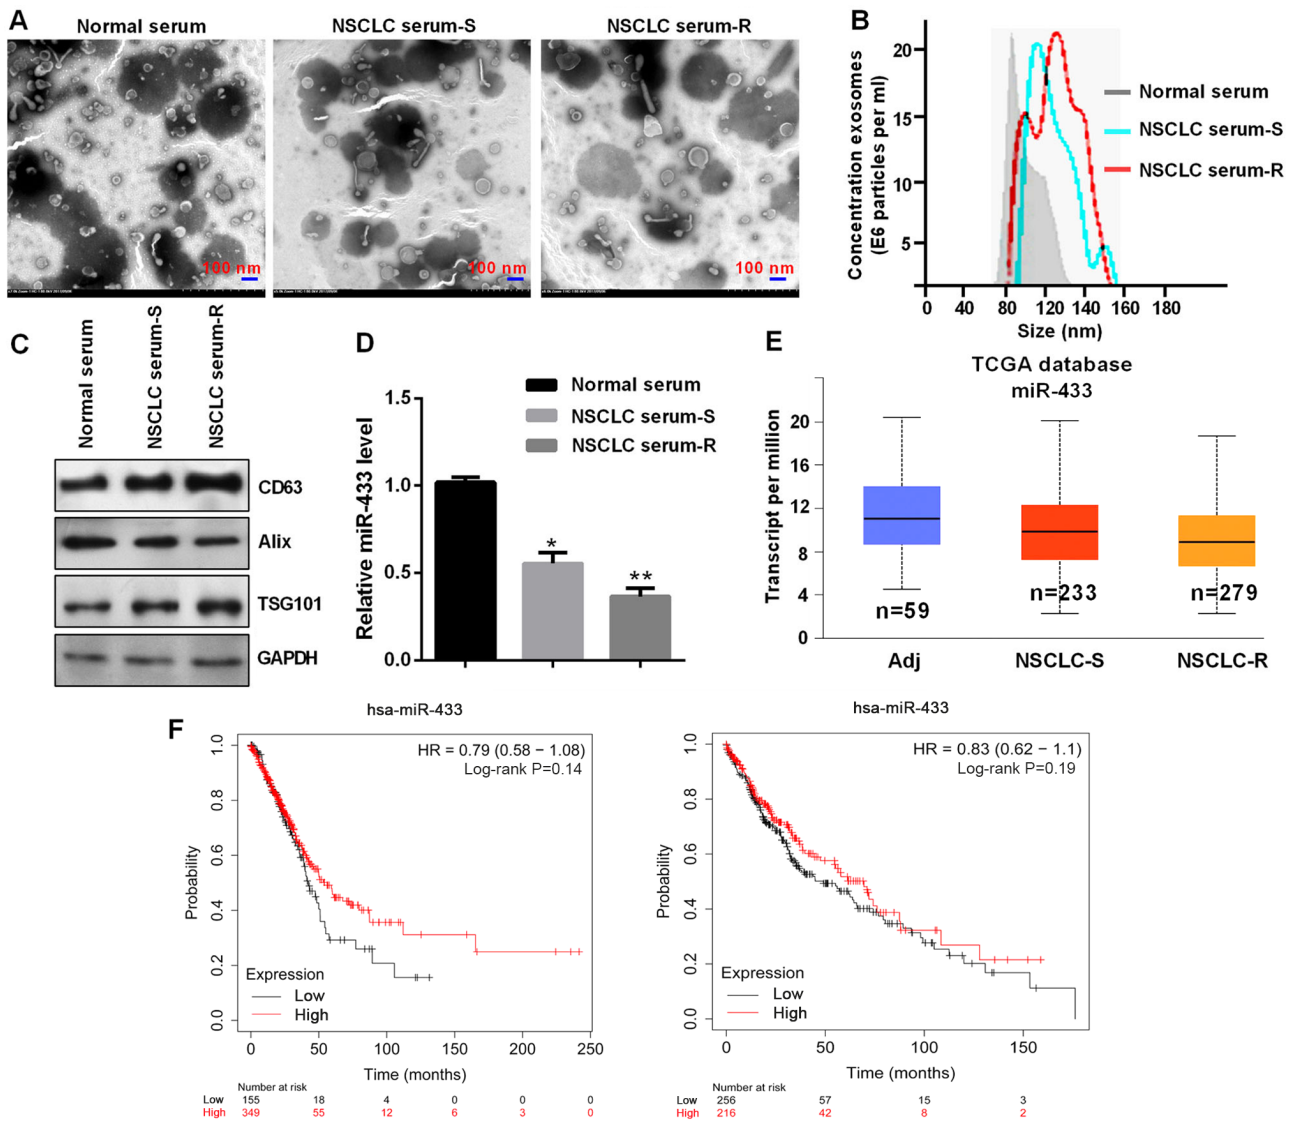 A
Normal serum
NSCLC serum-S
NSCLC serum-R
100 nm
100 nm
100 nm
B
Concentration exosomes
(E6 particles per ml)
20
15
10
5
0
40
80
120
160
180
Size (nm)
Normal serum
NSCLC serum-S
NSCLC serum-R
C
Normal serum
NSCLC serum-S
NSCLC serum-R
CD63
Alix
TSG101
GAPDH
D
Relative miR-433 level
1.5
1.0
0.5
0.0
Normal serum
NSCLC serum-S
NSCLC serum-R
*
**
E
TCGA database
miR-433
Transcript per million
20
16
12
8
4
0
n=59
n=233
n=279
Adj
NSCLC-S
NSCLC-R
F
hsa-miR-433
HR = 0.79 (0.58 − 1.08)
Log-rank P=0.14
Probability
1.0
0.8
0.6
0.4
0.2
0.0
Expression
Low
High
0 50 100 150 200 250
Time (months)
Number at risk
Low 155 18 4 0 0 0
High 349 55 12 6 3 0
hsa-miR-433
HR = 0.83 (0.62 − 1.1)
Log-rank P=0.19
Probability
1.0
0.8
0.6
0.4
0.2
0.0
Expression
Low
High
0 50 100 150
Time (months)
Number at risk
Low 256 57 15 3
High 216 42 8 2